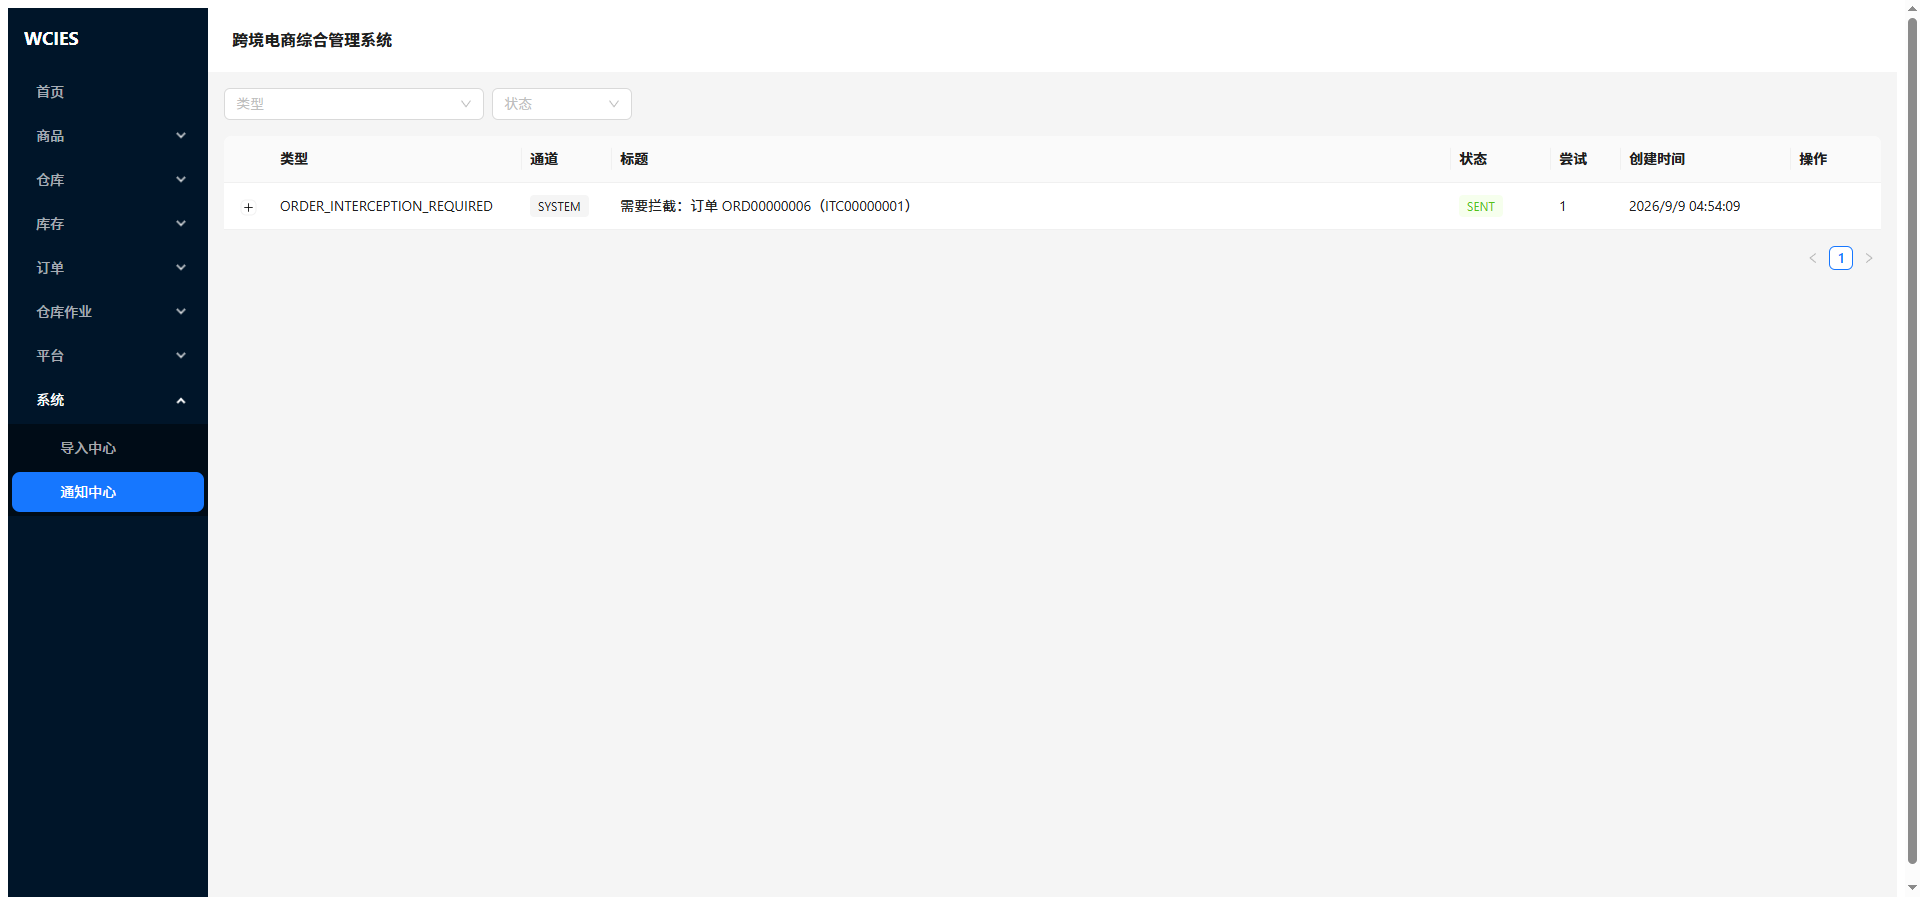 WCIES
首页
商品
仓库
库存
订单
仓库作业
平台
系统
导入中心
通知中心
跨境电商综合管理系统
类型 状态
类型 通道 标题 状态 尝试 创建时间 操作
ORDER_INTERCEPTION_REQUIRED SYSTEM 需要拦截：订单 ORD00000006（ITC00000001） SENT 1 2026/9/9 04:54:09
1